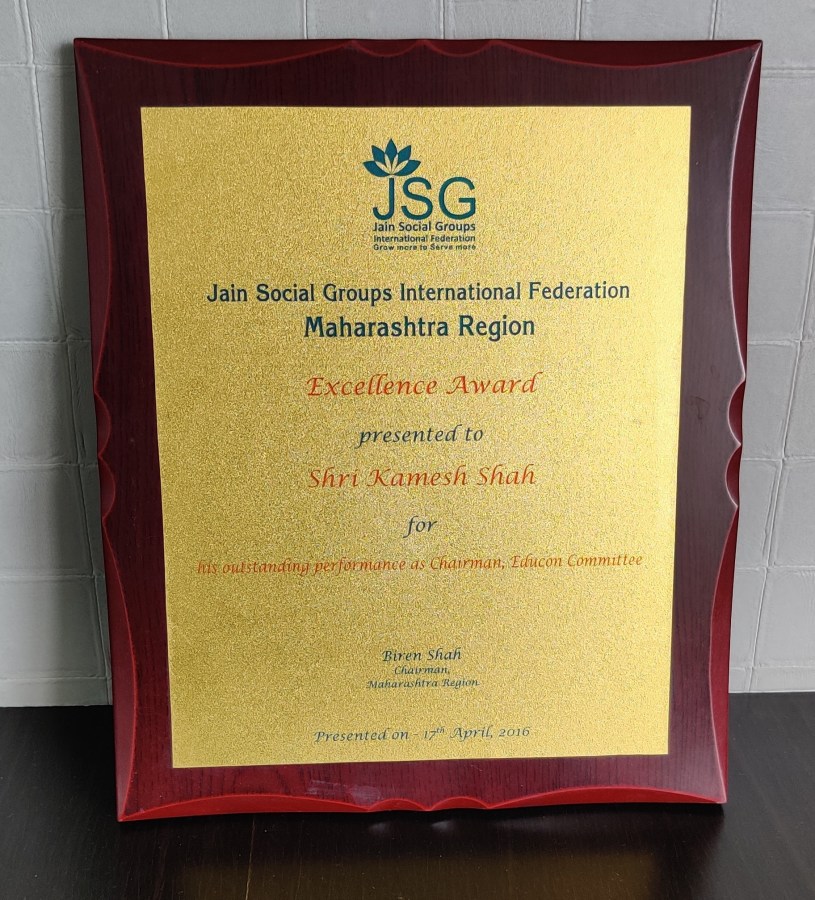 JSG
Jain Social Groups
International Federation
Grow more to Serve more
Jain Social Groups International Federation
Maharashtra Region
Excellence Award
presented to
Shri Kamesh Shah
for
his outstanding performance as Chairman, Educon Committee
Biren Shah
Chairman,
Maharashtra Region
Presented on - 17th April, 2016